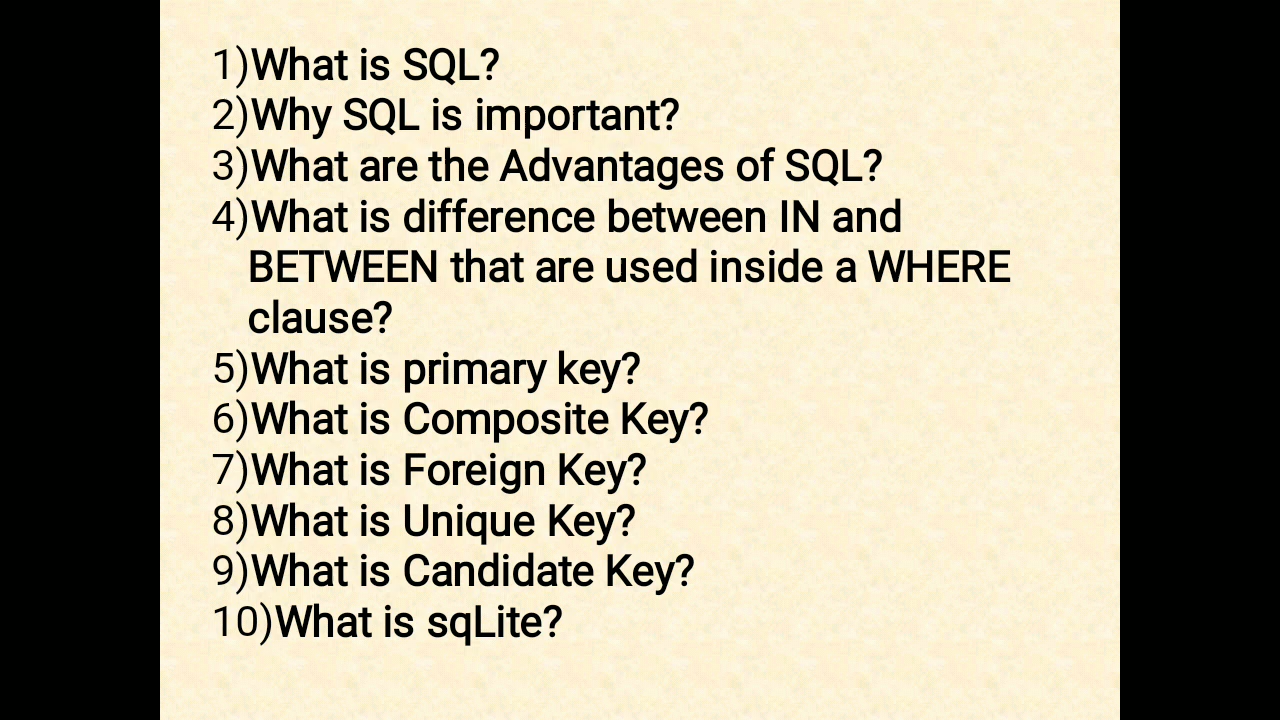 1)What is SQL?
2)Why SQL is important?
3)What are the Advantages of SQL?
4)What is difference between IN and
BETWEEN that are used inside a WHERE
clause?
5)What is primary key?
6)What is Composite Key?
7)What is Foreign Key?
8)What is Unique Key?
9)What is Candidate Key?
10)What is sqLite?